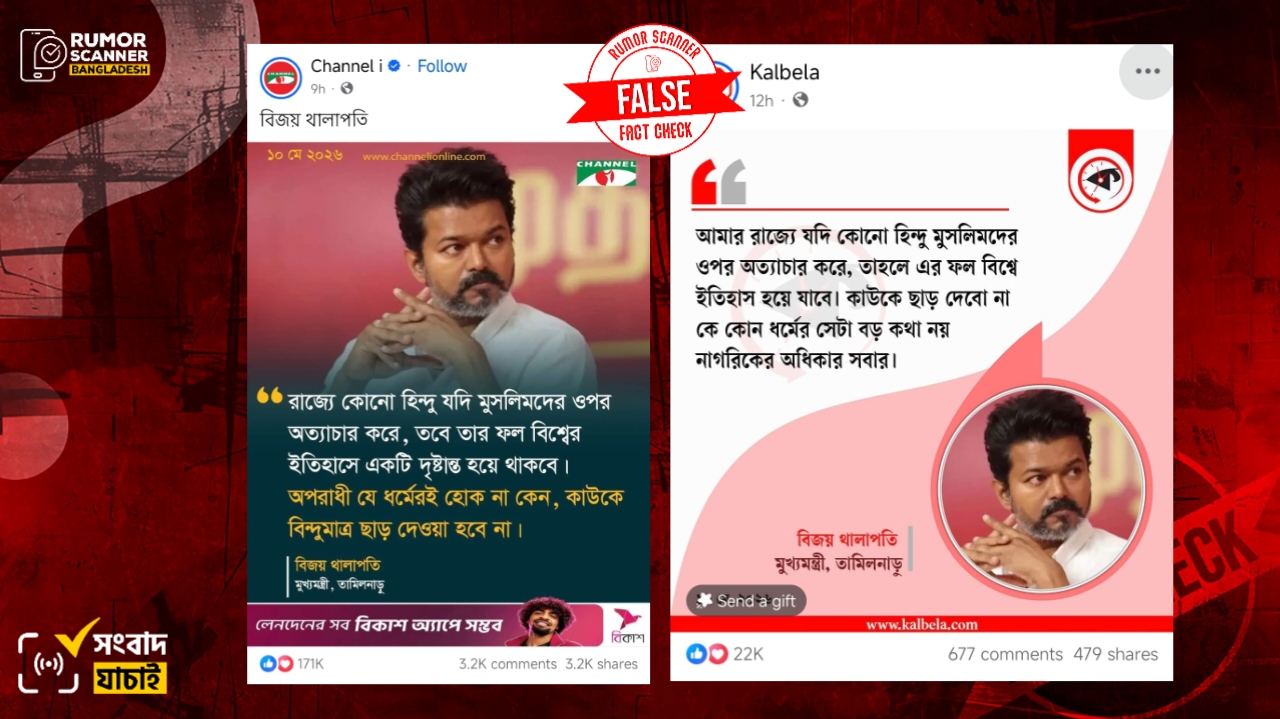 RUMOR
SCANNER
BANGLADESH
Channel i · Follow
9h ·
বিজয় থালাপতি
১০ মে ২০২৬ www.channelionline.com
CHANNEL
“ রাজ্যে কোনো হিন্দু যদি মুসলিমদের ওপর
অত্যাচার করে, তবে তার ফল বিশ্বের
ইতিহাসে একটি দৃষ্টান্ত হয়ে থাকবে।
অপরাধী যে ধর্মেরই হোক না কেন, কাউকে
বিন্দুমাত্র ছাড় দেওয়া হবে না।
বিজয় থালাপতি
মুখ্যমন্ত্রী, তামিলনাড়ু
লেনদেনের সব বিকাশ অ্যাপে সম্ভব
বিকাশ
171K 3.2K comments 3.2K shares
RUMOR SCANNER
FALSE
FACT CHECK
Kalbela
12h ·
আমার রাজ্যে যদি কোনো হিন্দু মুসলিমদের
ওপর অত্যাচার করে, তাহলে এর ফল বিশ্বে
ইতিহাস হয়ে যাবে। কাউকে ছাড় দেবো না
কে কোন ধর্মের সেটা বড় কথা নয়
নাগরিকের অধিকার সবার।
বিজয় থালাপতি
মুখ্যমন্ত্রী, তামিলনাড়ু
Send a gift
www.kalbela.com
22K 677 comments 479 shares
সংবাদ
যাচাই